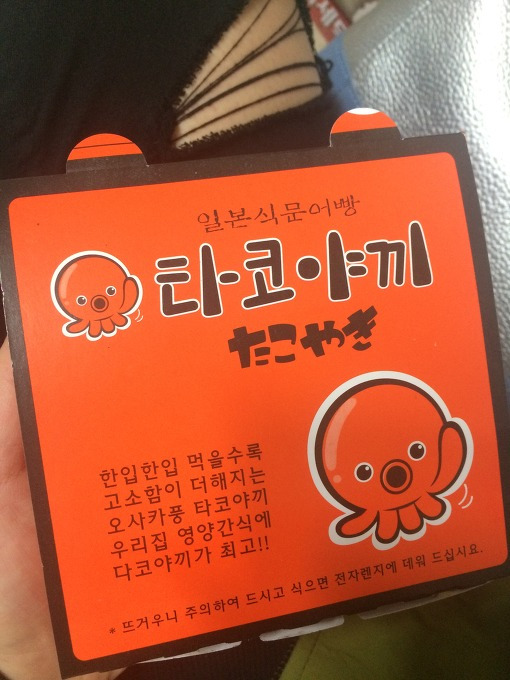 일본식문어빵
타코야끼
たこやき
한입한입 먹을수록
고소함이 더해지는
오사카풍 타코야끼
우리집 영양간식에
다코야끼가 최고!!
* 뜨거우니 주의하여 드시고 식으면 전자렌지에 데워 드십시요.